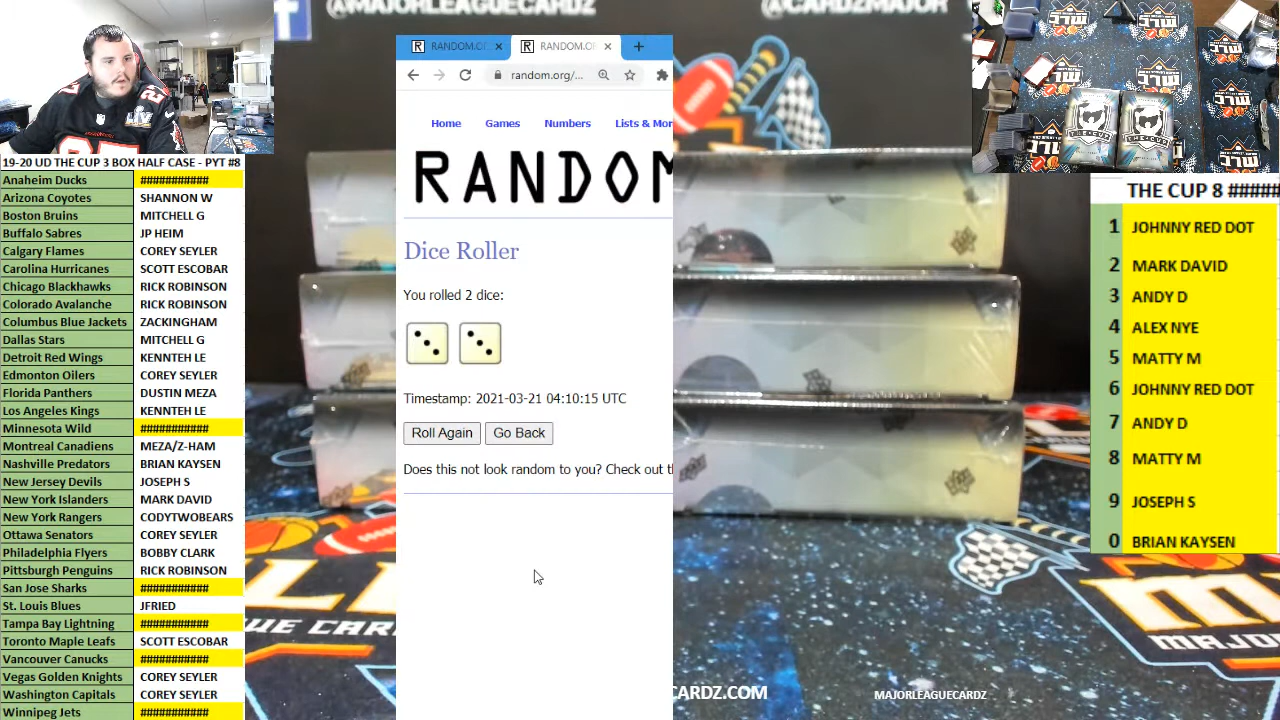 @MAJORLEAGUECARDZ
@CARDZMAJOR
19-20 UD THE CUP 3 BOX HALF CASE - PYT #8
Anaheim Ducks ###########
Arizona Coyotes SHANNON W
Boston Bruins MITCHELL G
Buffalo Sabres JP HEIM
Calgary Flames COREY SEYLER
Carolina Hurricanes SCOTT ESCOBAR
Chicago Blackhawks RICK ROBINSON
Colorado Avalanche RICK ROBINSON
Columbus Blue Jackets ZACKINGHAM
Dallas Stars MITCHELL G
Detroit Red Wings KENNTEH LE
Edmonton Oilers COREY SEYLER
Florida Panthers DUSTIN MEZA
Los Angeles Kings KENNTEH LE
Minnesota Wild ###########
Montreal Canadiens MEZA/Z-HAM
Nashville Predators BRIAN KAYSEN
New Jersey Devils JOSEPH S
New York Islanders MARK DAVID
New York Rangers CODYTWOBEARS
Ottawa Senators COREY SEYLER
Philadelphia Flyers BOBBY CLARK
Pittsburgh Penguins RICK ROBINSON
San Jose Sharks ###########
St. Louis Blues JFRIED
Tampa Bay Lightning ###########
Toronto Maple Leafs SCOTT ESCOBAR
Vancouver Canucks ###########
Vegas Golden Knights COREY SEYLER
Washington Capitals COREY SEYLER
Winnipeg Jets ###########
RANDOM.O
RANDOM.O
random.org/...
Home Games Numbers Lists & Mor
RANDOM
Dice Roller
You rolled 2 dice:
Timestamp: 2021-03-21 04:10:15 UTC
Roll Again Go Back
Does this not look random to you? Check out t
THE CUP 8 #####
1 JOHNNY RED DOT
2 MARK DAVID
3 ANDY D
4 ALEX NYE
5 MATTY M
6 JOHNNY RED DOT
7 ANDY D
8 MATTY M
9 JOSEPH S
0 BRIAN KAYSEN
CARDZ.COM
MAJORLEAGUECARDZ